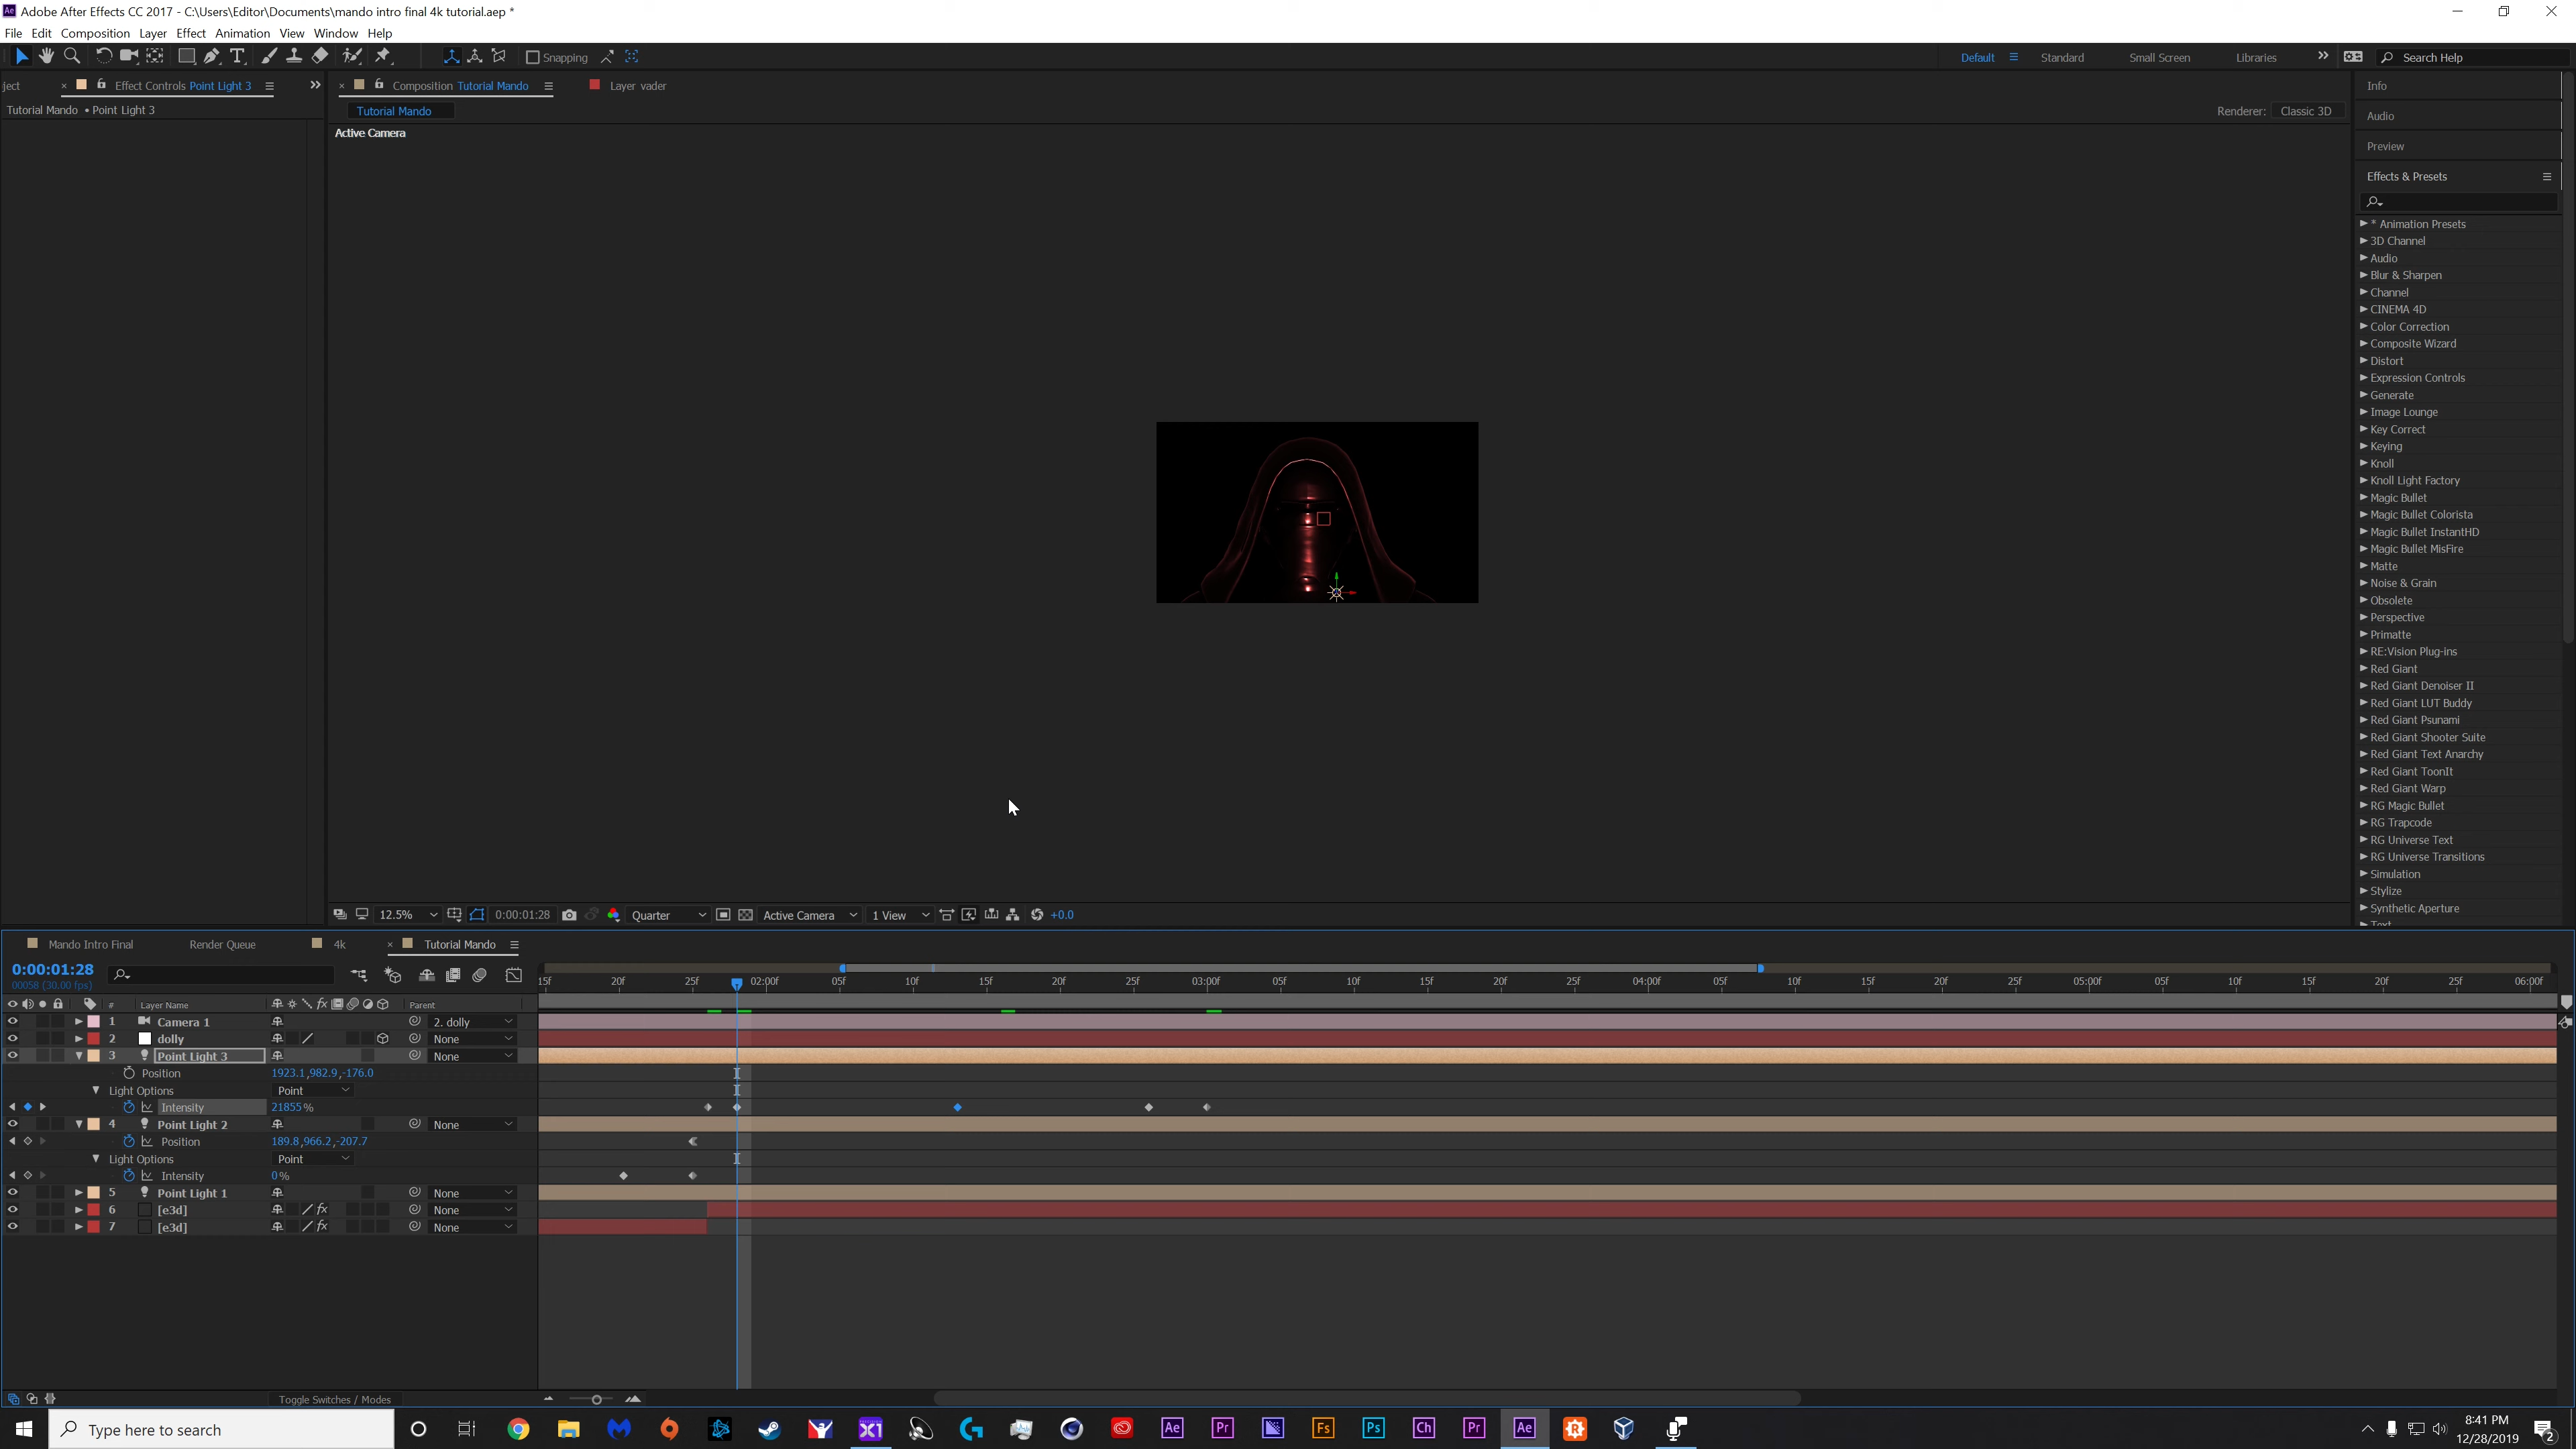 Adobe After Effects CC 2017 - C:\Users\Editor\Documents\mando intro final 4k tutorial.aep *
File Edit Composition Layer Effect Animation View Window Help
Snapping
Default Standard Small Screen Libraries Search Help
ject Effect Controls Point Light 3
Composition Tutorial Mando Layer vader
Tutorial Mando • Point Light 3
Tutorial Mando
Renderer: Classic 3D
Active Camera
Info
Audio
Preview
Effects & Presets
* Animation Presets
3D Channel
Audio
Blur & Sharpen
Channel
CINEMA 4D
Color Correction
Composite Wizard
Distort
Expression Controls
Generate
Image Lounge
Key Correct
Keying
Knoll
Knoll Light Factory
Magic Bullet
Magic Bullet Colorista
Magic Bullet InstantHD
Magic Bullet MisFire
Matte
Noise & Grain
Obsolete
Perspective
Primatte
RE:Vision Plug-ins
Red Giant
Red Giant Denoiser II
Red Giant LUT Buddy
Red Giant Psunami
Red Giant Shooter Suite
Red Giant Text Anarchy
Red Giant ToonIt
Red Giant Warp
RG Magic Bullet
RG Trapcode
RG Universe Text
RG Universe Transitions
Simulation
Stylize
Synthetic Aperture
Text
12.5% 0:00:01:28 Quarter Active Camera 1 View +0.0
Mando Intro Final Render Queue 4k Tutorial Mando
0:00:01:28
00058 (30.00 fps)
15f 20f 25f 02:00f 05f 10f 15f 20f 25f 03:00f 05f 10f 15f 20f 25f 04:00f 05f 10f 15f 20f 25f 05:00f 05f 10f 15f 20f 25f 06:00f
# Layer Name fx Parent
1 Camera 1 2. dolly
2 dolly None
3 Point Light 3 None
Position 1923.1,982.9,-176.0
Light Options Point
Intensity 21855%
4 Point Light 2 None
Position 189.8,966.2,-207.7
Light Options Point
Intensity 0%
5 Point Light 1 None
6 [e3d] fx None
7 [e3d] fx None
Toggle Switches / Modes
Type here to search
X1 Ae Pr Fs Ps Ch Pr Ae
8:41 PM
12/28/2019
2